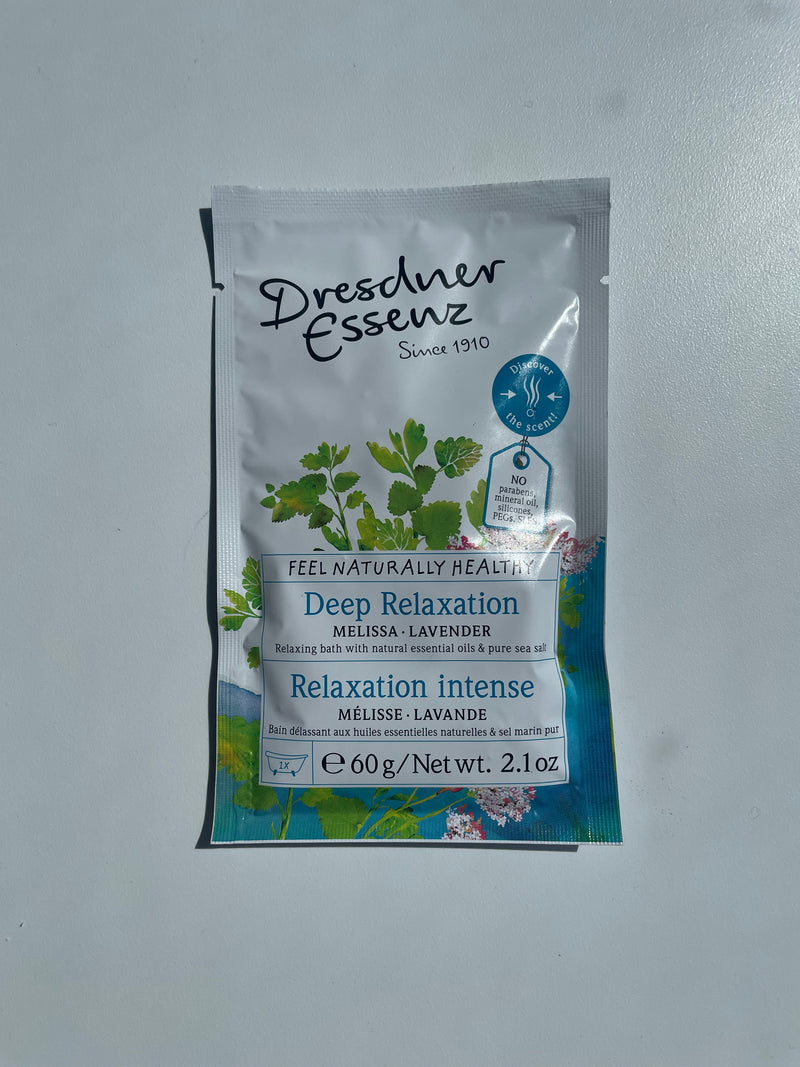 Dresdner
Essenz
Since 1910
Discover
the scent!
NO
parabens,
mineral oil,
silicones,
PEGs,
FEEL NATURALLY HEALTHY
Deep Relaxation
MELISSA · LAVENDER
Relaxing bath with natural essential oils & pure sea salt
Relaxation intense
MÉLISSE · LAVANDE
Bain délassant aux huiles essentielles naturelles & sel marin pur
1X
℮ 60 g/Net wt. 2.1 oz